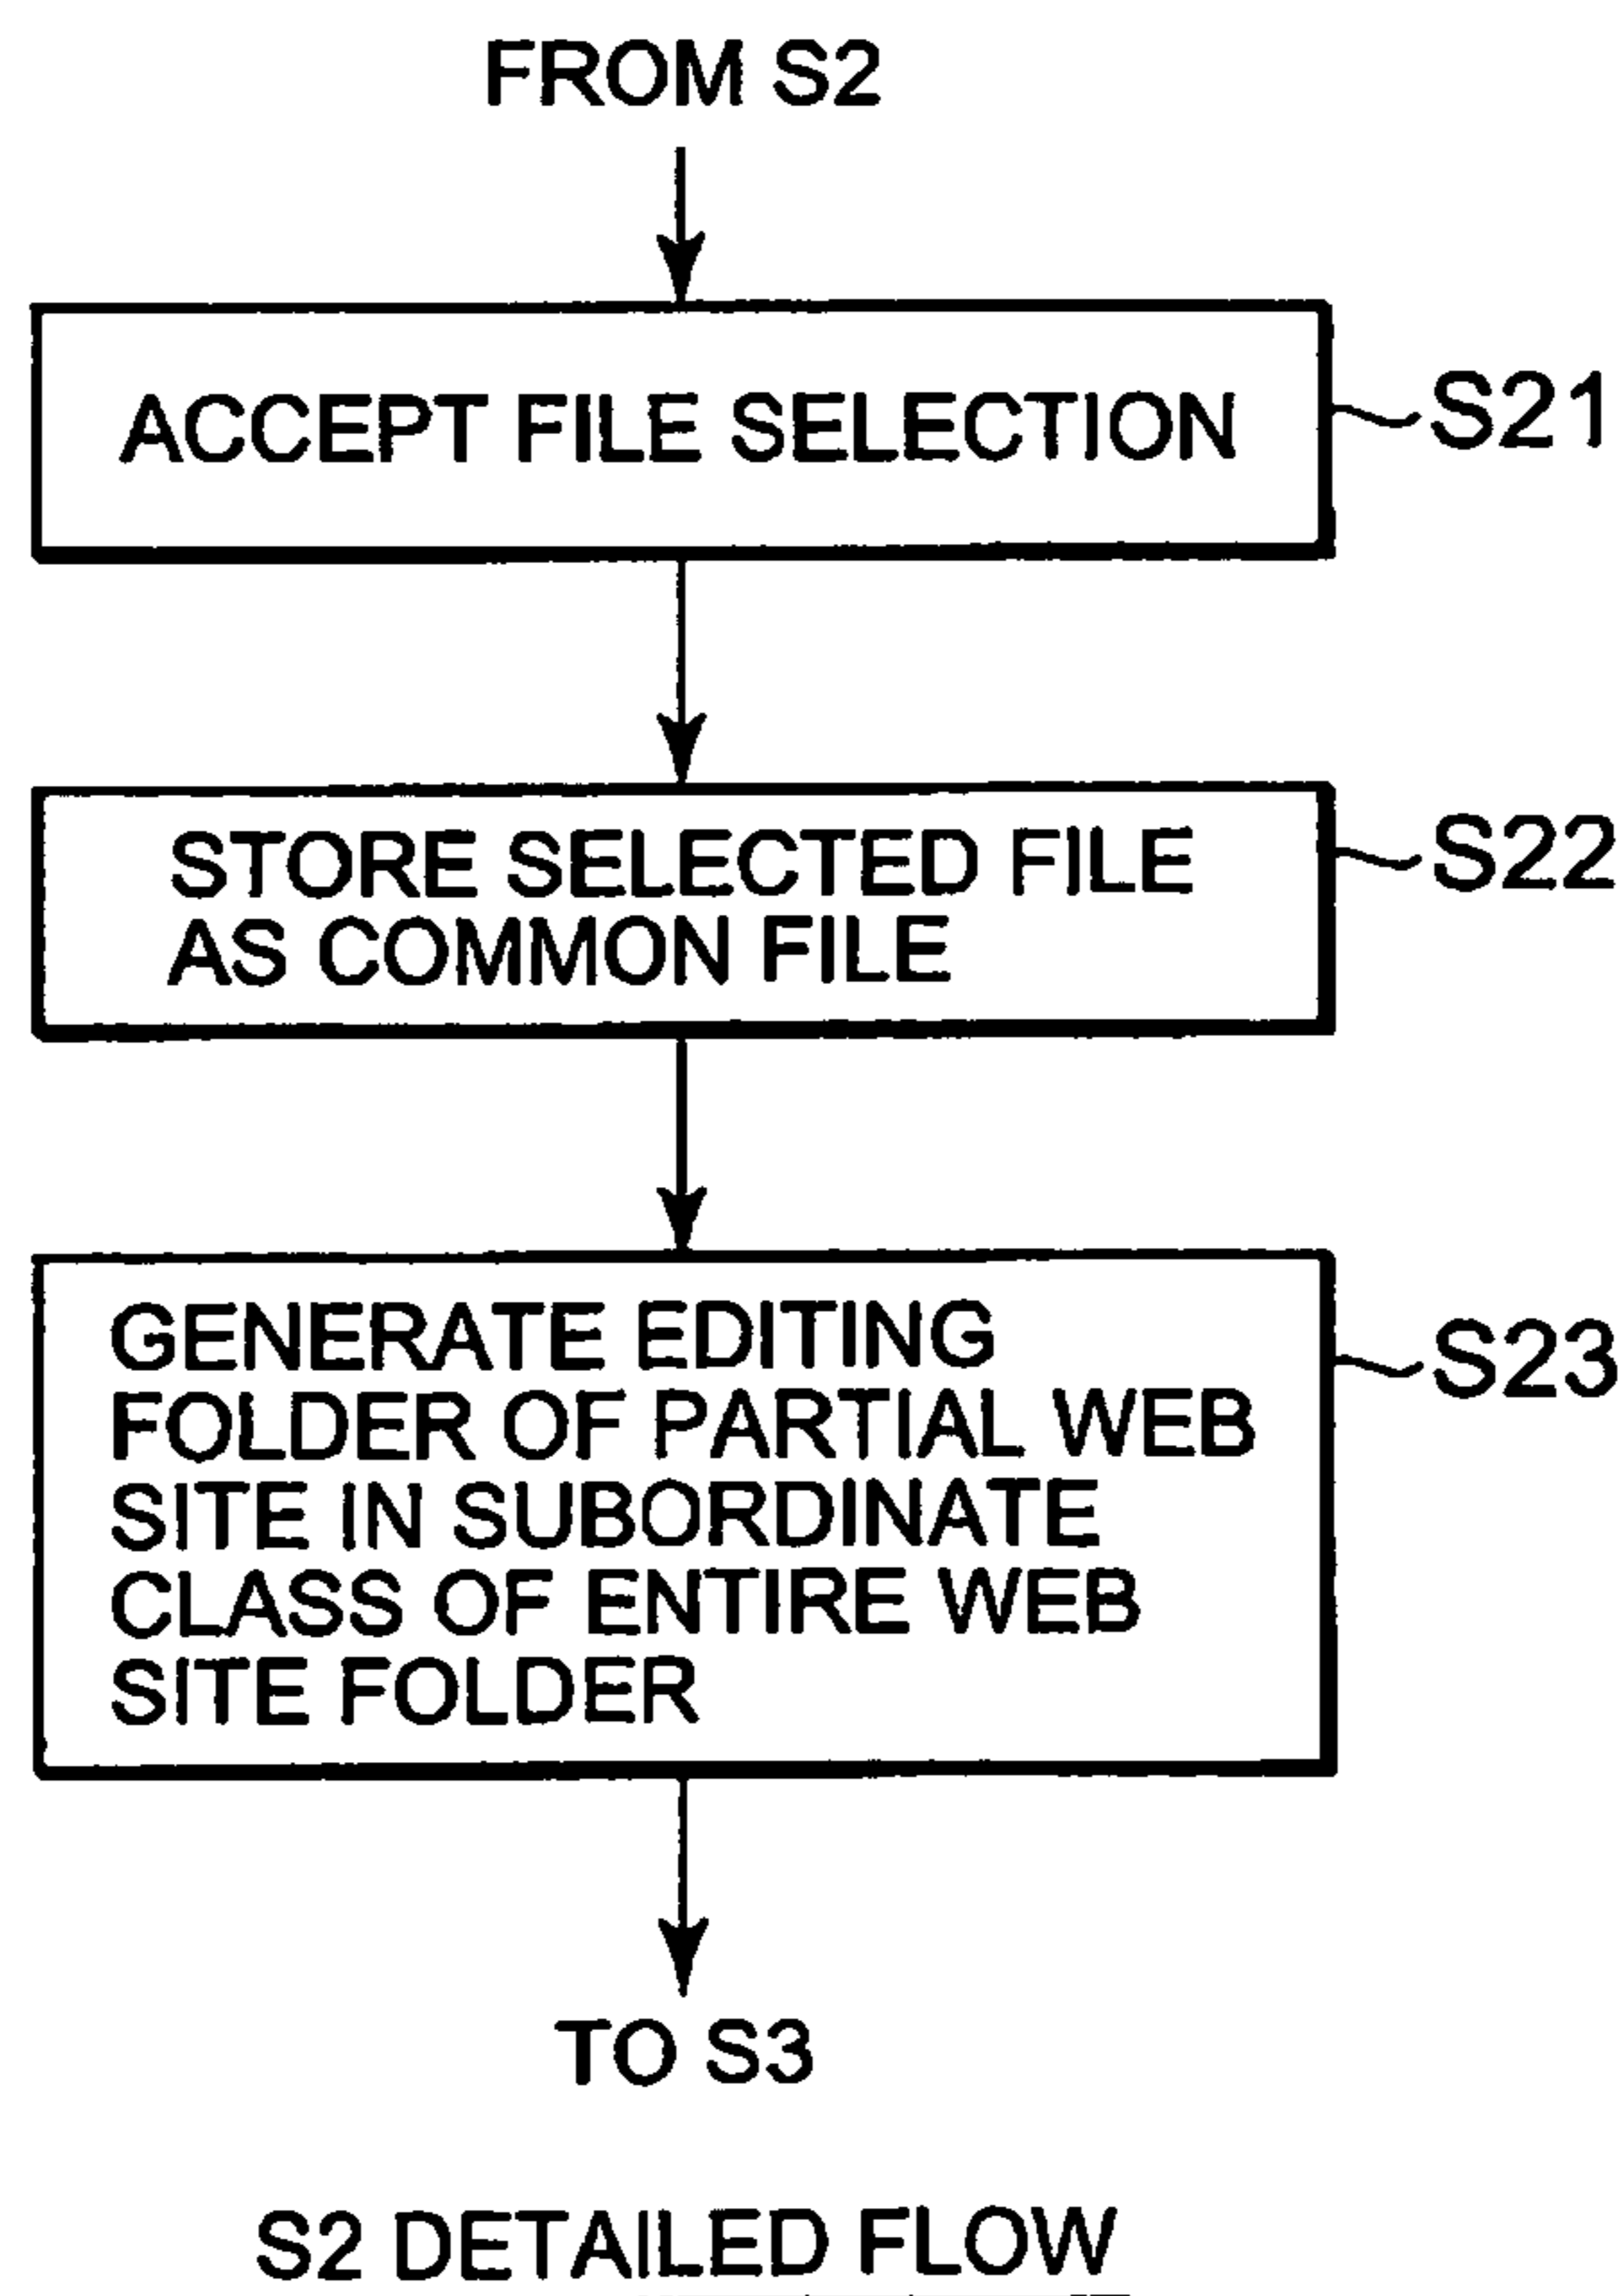 FROM S2
ACCEPT FILE SELECTION
S21
STORE SELECTED FILE
AS COMMON FILE
S22
GENERATE EDITING
FOLDER OF PARTIAL WEB
SITE IN SUBORDINATE
CLASS OF ENTIRE WEB
SITE FOLDER
S23
TO S3
S2 DETAILED FLOW